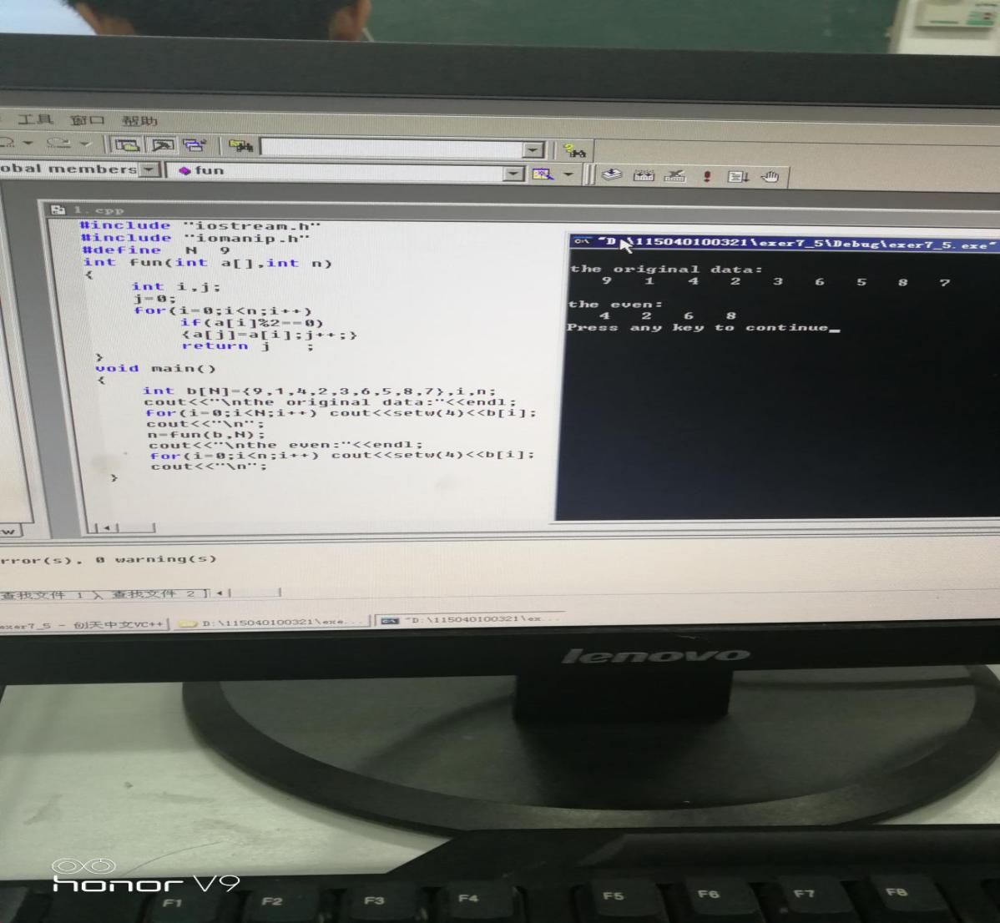 工具 窗口 帮助
obal members fun
1.cpp
#include "iostream.h"
#include "iomanip.h"
#define N 9
int fun(int a[],int n)
{
int i,j;
j=0;
for(i=0;i<n;i++)
if(a[i]%2==0)
{a[j]=a[i];j++;}
return j ;
}
void main()
{
int b[N]={9,1,4,2,3,6,5,8,7},i,n;
cout<<"\nthe original data:"<<endl;
for(i=0;i<N;i++) cout<<setw(4)<<b[i];
cout<<"\n";
n=fun(b,N);
cout<<"\nthe even:"<<endl;
for(i=0;i<n;i++) cout<<setw(4)<<b[i];
cout<<"\n";
}
"D:\115040100321\exer7_5\Debug\exer7_5.exe"
the original data:
9 1 4 2 3 6 5 8 7
the even:
4 2 6 8
Press any key to continue_
w
rror(s), 0 warning(s)
查找文件 1 查找文件 2
exer7_5 - 创天中文VC++ D:\115040100321\exe... "D:\115040100321\ex...
lenovo
honor V9
F1 F2 F3 F4 F5 F6 F7 F8